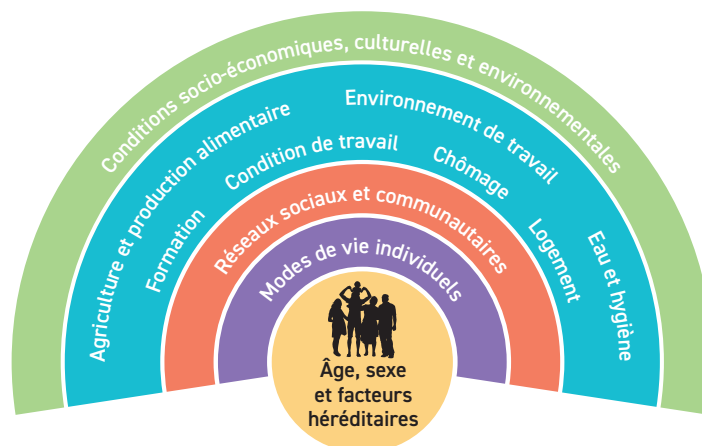 Conditions socio-économiques, culturelles et environnementales
Agriculture et production alimentaire
Environnement de travail
Formation
Condition de travail
Chômage
Logement
Eau et hygiène
Réseaux sociaux et communautaires
Modes de vie individuels
Âge, sexe
et facteurs
héréditaires